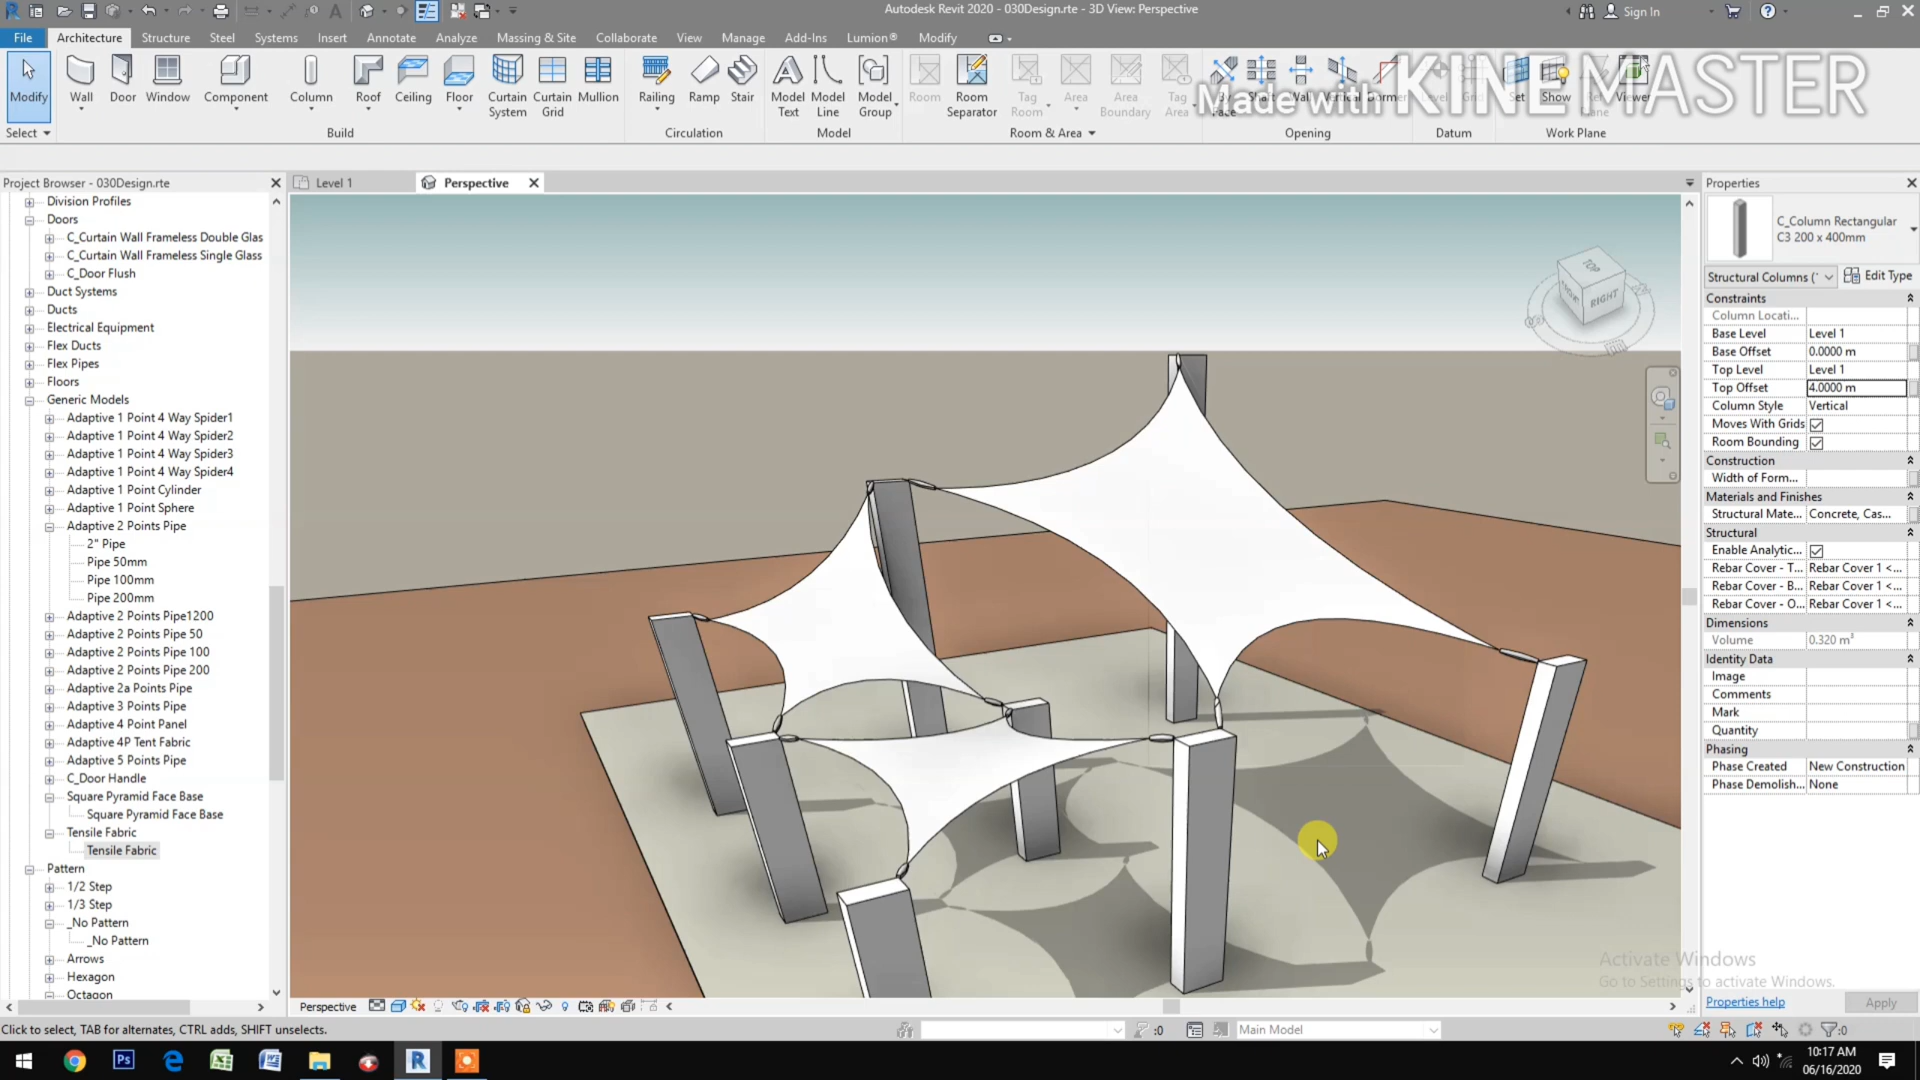 Autodesk Revit 2020 - 030Design.rte - 3D View: Perspective
Sign In
File Architecture Structure Steel Systems Insert Annotate Analyze Massing & Site Collaborate View Manage Add-Ins Lumion® Modify
Modify Wall Door Window Component Column Roof Ceiling Floor Curtain System Curtain Grid Mullion Railing Ramp Stair Model Text Model Line Model Group Room Room Separator Tag Room Area Area Boundary Tag Area
Made with KINEMASTER
Select Build Circulation Model Room & Area Opening Datum Work Plane
Project Browser - 030Design.rte
Level 1
Perspective
Properties
Division Profiles
Doors
C_Curtain Wall Frameless Double Glas
C_Curtain Wall Frameless Single Glass
C_Door Flush
Duct Systems
Ducts
Electrical Equipment
Flex Ducts
Flex Pipes
Floors
Generic Models
Adaptive 1 Point 4 Way Spider1
Adaptive 1 Point 4 Way Spider2
Adaptive 1 Point 4 Way Spider3
Adaptive 1 Point 4 Way Spider4
Adaptive 1 Point Cylinder
Adaptive 1 Point Sphere
Adaptive 2 Points Pipe
2" Pipe
Pipe 50mm
Pipe 100mm
Pipe 200mm
Adaptive 2 Points Pipe1200
Adaptive 2 Points Pipe 50
Adaptive 2 Points Pipe 100
Adaptive 2 Points Pipe 200
Adaptive 2a Points Pipe
Adaptive 3 Points Pipe
Adaptive 4 Point Panel
Adaptive 4P Tent Fabric
Adaptive 5 Points Pipe
C_Door Handle
Square Pyramid Face Base
Square Pyramid Face Base
Tensile Fabric
Tensile Fabric
Pattern
1/2 Step
1/3 Step
_No Pattern
_No Pattern
Arrows
Hexagon
Octagon
TOP
FRONT
RIGHT
C_Column Rectangular
C3 200 x 400mm
Structural Columns (
Edit Type
Constraints
Column Locati...
Base Level Level 1
Base Offset 0.0000 m
Top Level Level 1
Top Offset 4.0000 m
Column Style Vertical
Moves With Grids
Room Bounding
Construction
Width of Form...
Materials and Finishes
Structural Mate... Concrete, Cas...
Structural
Enable Analytic...
Rebar Cover - T... Rebar Cover 1 <...
Rebar Cover - B... Rebar Cover 1 <...
Rebar Cover - O... Rebar Cover 1 <...
Dimensions
Volume 0.320 m³
Identity Data
Image
Comments
Mark
Quantity
Phasing
Phase Created New Construction
Phase Demolish... None
Activate Windows
Go to Settings to activate Windows.
Properties help
Apply
Perspective
Click to select, TAB for alternates, CTRL adds, SHIFT unselects.
:0
Main Model
:0
10:17 AM
06/16/2020